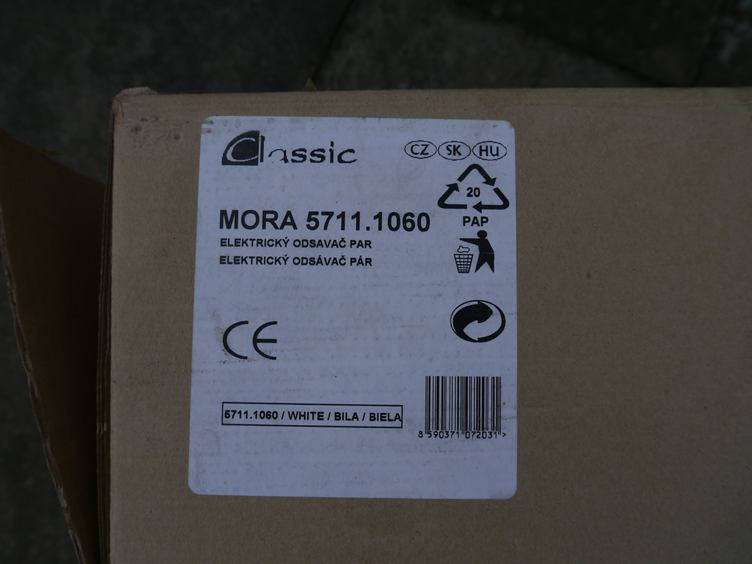 Classic
CZ SK HU
20
PAP
MORA 5711.1060
ELEKTRICKÝ ODSAVAČ PAR
ELEKTRICKÝ ODSÁVAČ PÁR
CE
5711.1060 / WHITE / BILA / BIELA
8 590371 072031 >